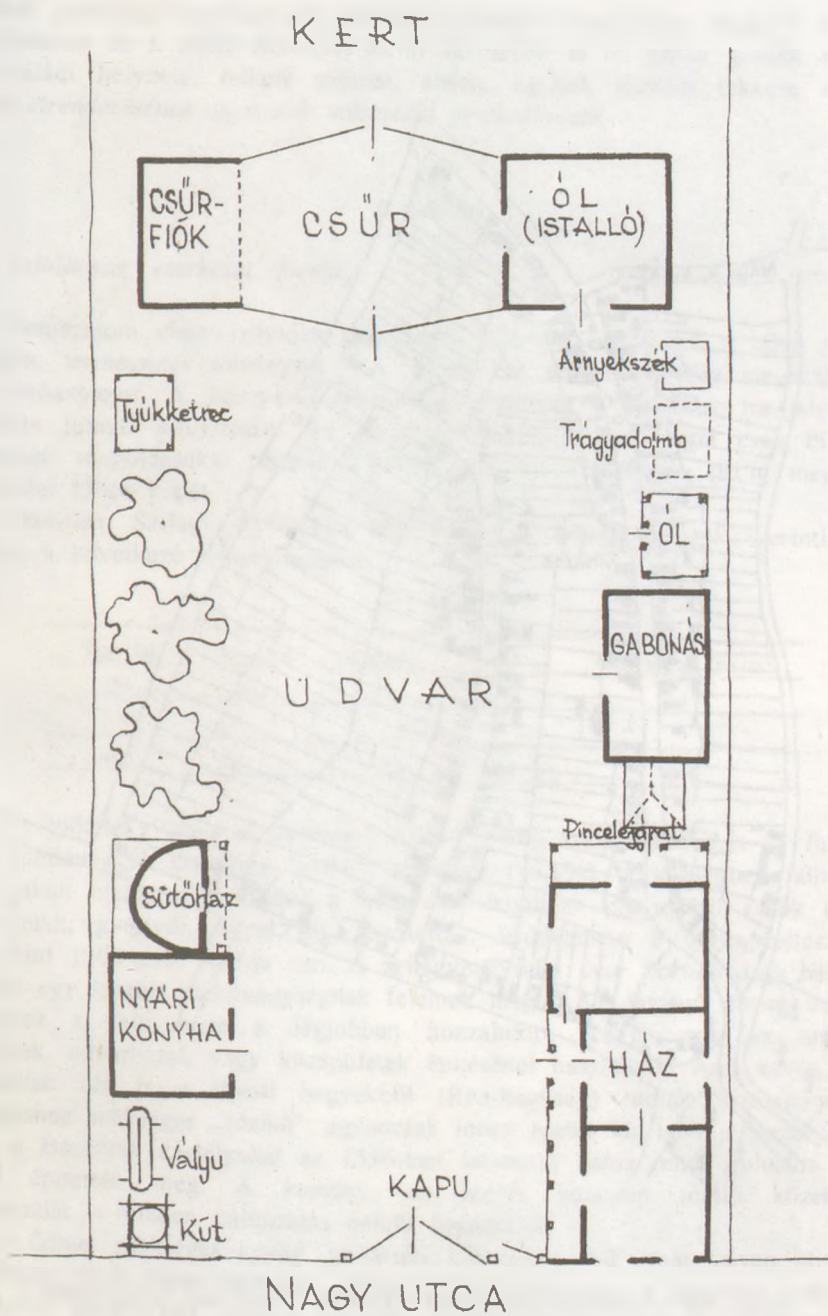 KERT
CSŰR-
FIÓK
CSŰR
ÓL
(ISTALLÓ)
Árnyékszék
Tyúkketrec
Trágyadomb
ÓL
GABONÁS
UDVAR
Pincelejárat
Sütőház
NYÁRI
KONYHA
HÁZ
Vályu
KAPU
Kút
NAGY UTCA